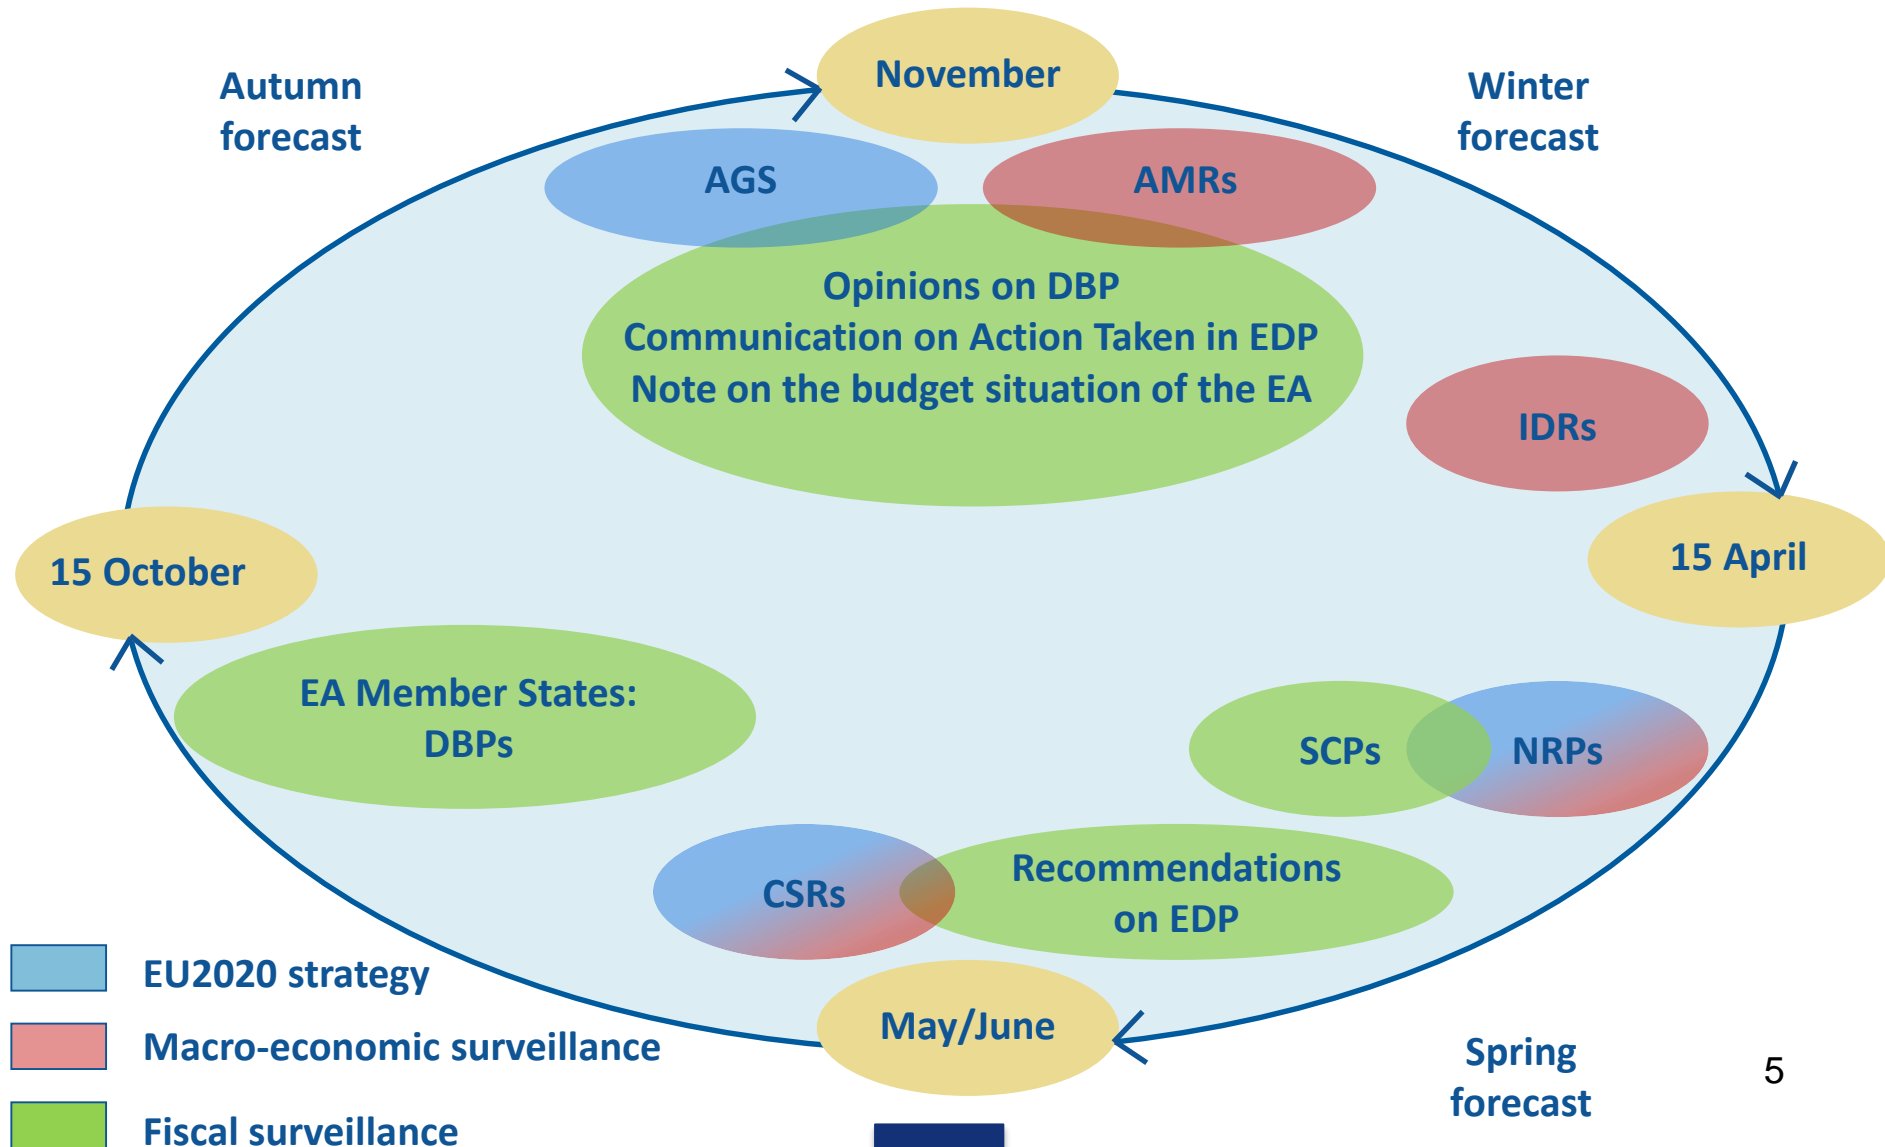 November
Autumn
forecast
Winter
forecast
AGS
AMRs
Opinions on DBP
Communication on Action Taken in EDP
Note on the budget situation of the EA
IDRs
15 October
15 April
EA Member States:
DBPs
SCPs
NRPs
CSRs
Recommendations
on EDP
EU2020 strategy
Macro-economic surveillance
Fiscal surveillance
May/June
Spring
forecast
5